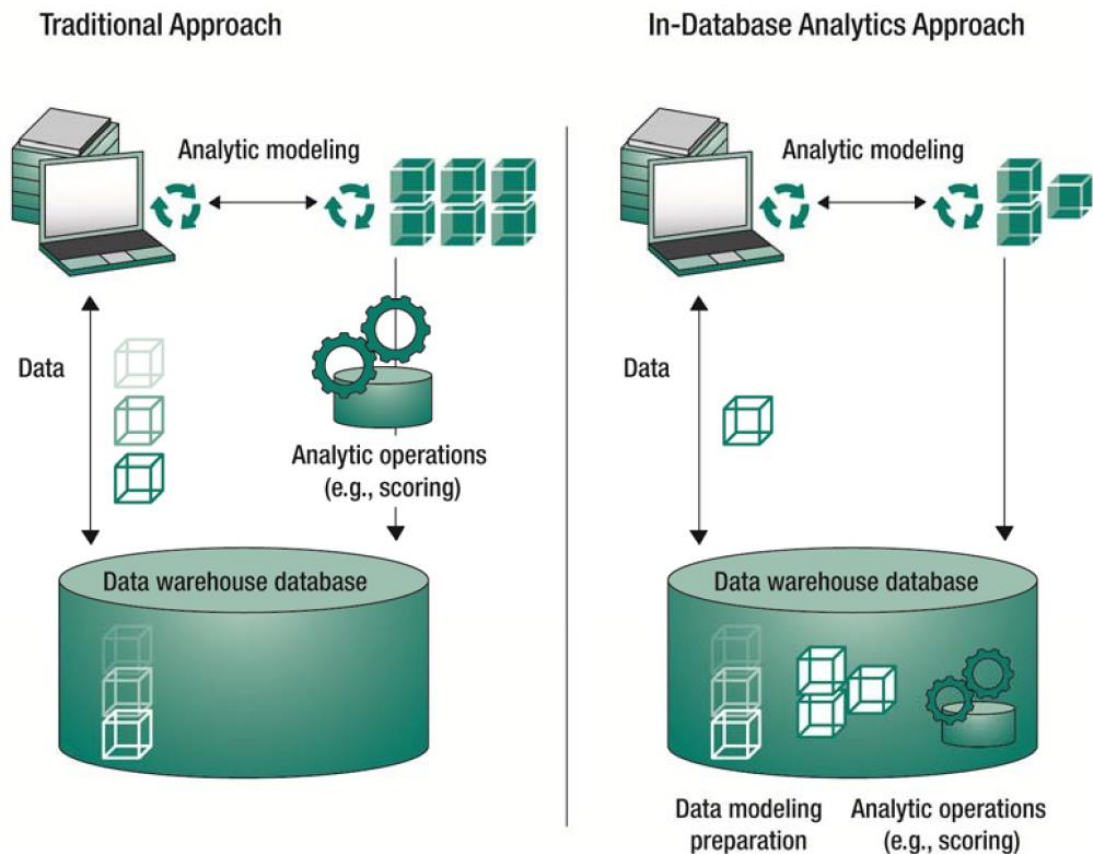 Traditional Approach
Analytic modeling
Data
Analytic operations
(e.g., scoring)
Data warehouse database
In-Database Analytics Approach
Analytic modeling
Data
Data warehouse database
Data modeling
preparation
Analytic operations
(e.g., scoring)